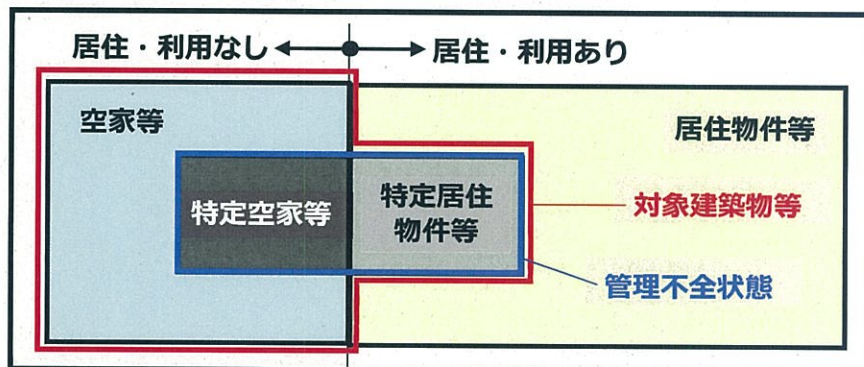 居住・利用なし
居住・利用あり
空家等
居住物件等
特定空家等
特定居住
物件等
対象建築物等
管理不全状態